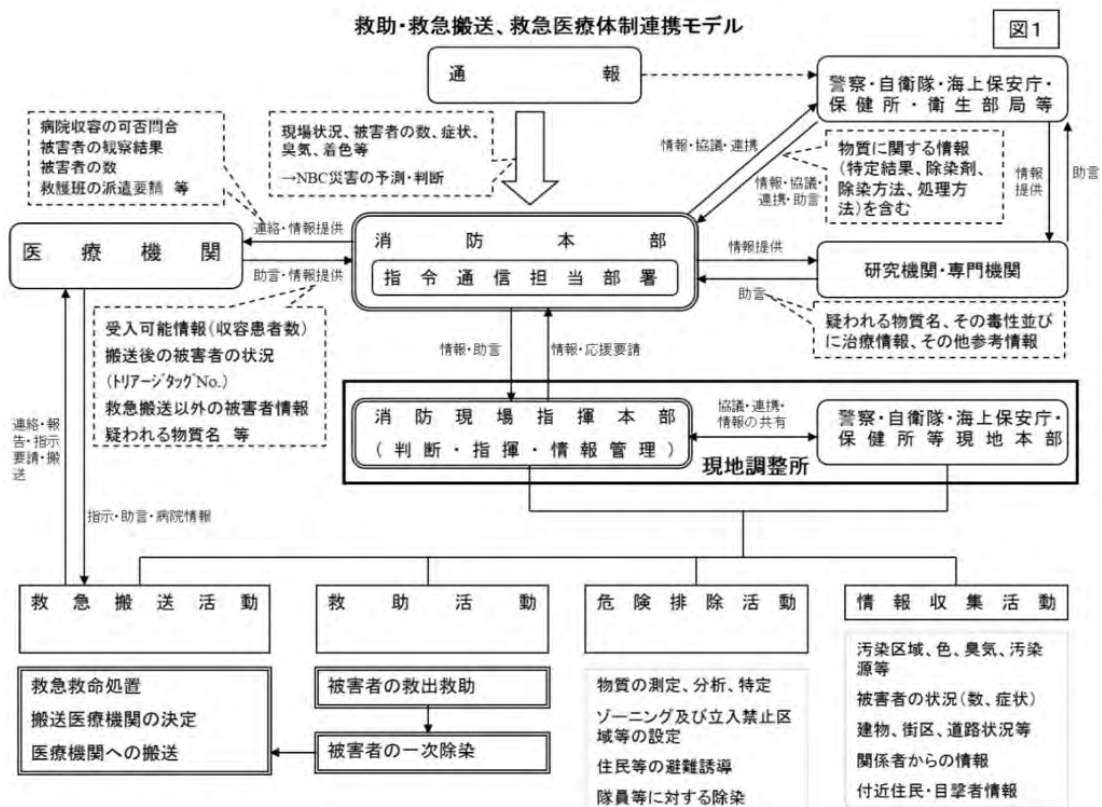 救助・救急搬送、救急医療体制連携モデル
図1
通報
警察・自衛隊・海上保安庁・
保健所・衛生部局等
病院収容の可否問合
被害者の観察結果
被害者の数
救護班の派遣要請 等
現場状況、被害者の数、症状、
臭気、着色等
→NBC災害の予測・判断
情報・協議・連携
物質に関する情報
(特定結果、除染剤、
除染方法、処理方
法)を含む
情報・協議・
連携・助言
情報
提供
助言
連絡・情報提供
医療機関
助言・情報提供
消防本部
指令通信担当部署
情報提供
助言
研究機関・専門機関
疑われる物質名、その毒性並び
に治療情報、その他参考情報
受入可能情報(収容患者数)
搬送後の被害者の状況
(トリアージタッグNo.)
救急搬送以外の被害者情報
疑われる物質名 等
情報・助言
情報・応援要請
消防現場指揮本部
(判断・指揮・情報管理)
協議・連携・
情報の共有
警察・自衛隊・海上保安庁・
保健所等現地本部
現地調整所
連絡・報
告・指示
要請・搬
送
指示・助言・病院情報
救急搬送活動
救助活動
危険排除活動
情報収集活動
救急救命処置
搬送医療機関の決定
医療機関への搬送
被害者の救出救助
被害者の一次除染
物質の測定、分析、特定
ゾーニング及び立入禁止区
域等の設定
住民等の避難誘導
隊員等に対する除染
汚染区域、色、臭気、汚染
源等
被害者の状況(数、症状)
建物、街区、道路状況等
関係者からの情報
付近住民・目撃者情報